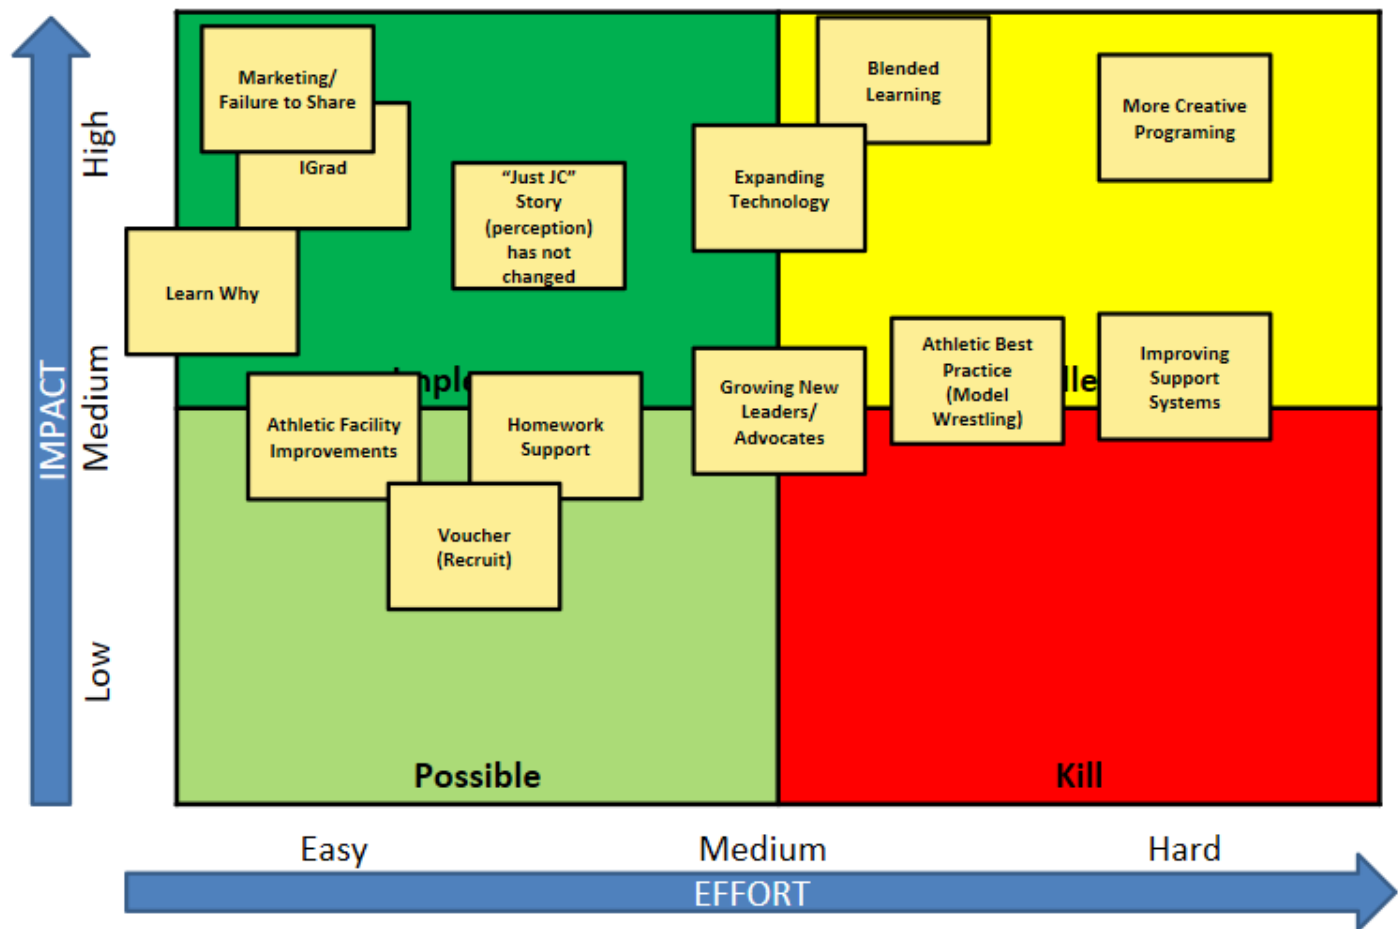 Marketing/
Failure to Share
IGrad
Learn Why
"Just JC"
Story
(perception)
has not
changed
Expanding
Technology
Blended
Learning
More Creative
Programing
Athletic Facility
Improvements
Homework
Support
Voucher
(Recruit)
Growing New
Leaders/
Advocates
Athletic Best
Practice
(Model
Wrestling)
Improving
Support
Systems
Possible
Kill
High
Medium
Low
IMPACT
Easy
Medium
Hard
EFFORT